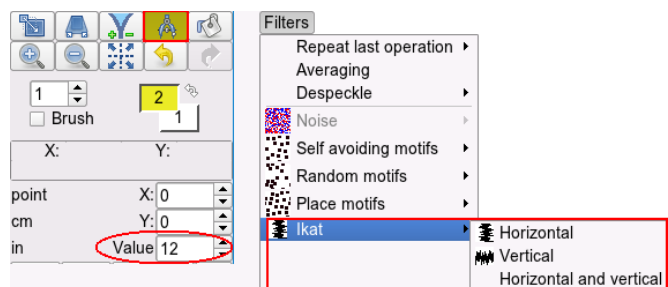 1
2
1
Brush
X: Y:
point X: 0
cm Y: 0
in Value 12
Filters
Repeat last operation
Averaging
Despeckle
Noise
Self avoiding motifs
Random motifs
Place motifs
Ikat
Horizontal
Vertical
Horizontal and vertical